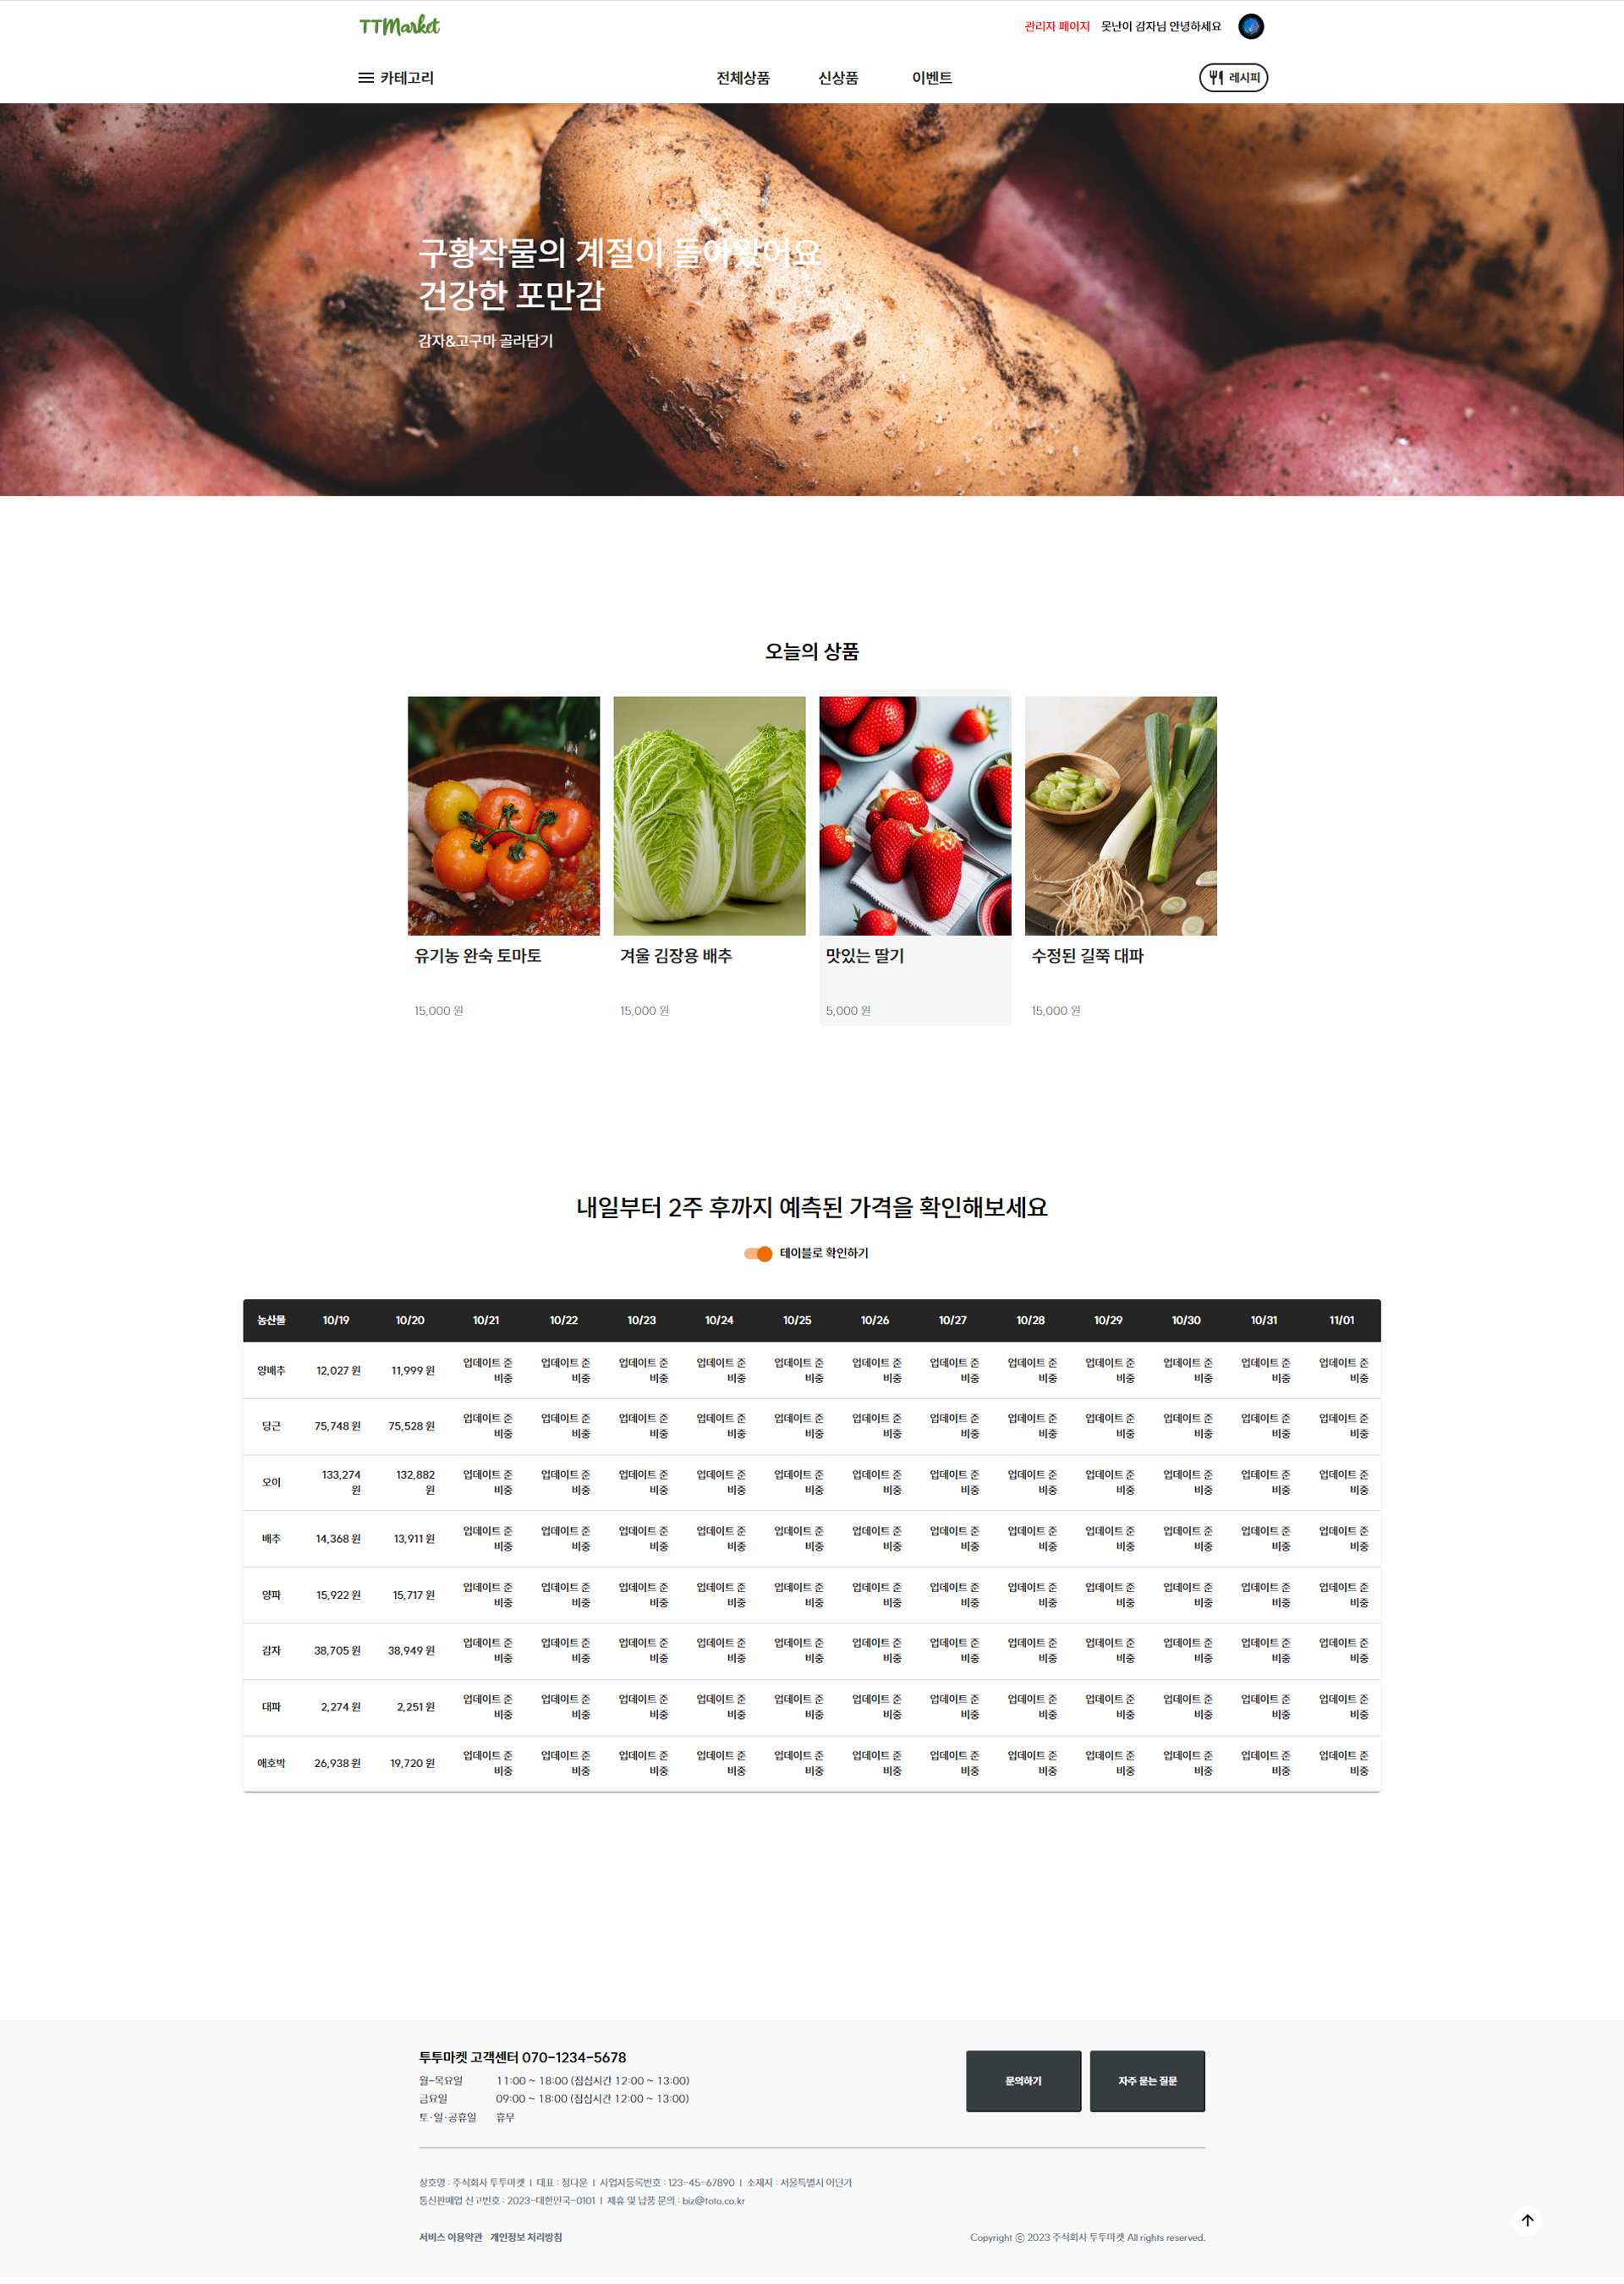 TTMarket
관리자 페이지 못난이 감자님 안녕하세요
카테고리
전체상품 신상품 이벤트
레시피
구황작물의 계절이 돌아왔어요
건강한 포만감
감자&고구마 골라담기
오늘의 상품
유기농 완숙 토마토
15,000 원
겨울 김장용 배추
15,000 원
맛있는 딸기
5,000 원
수정된 길쭉 대파
15,000 원
내일부터 2주 후까지 예측된 가격을 확인해보세요
테이블로 확인하기
농산물 10/19 10/20 10/21 10/22 10/23 10/24 10/25 10/26 10/27 10/28 10/29 10/30 10/31 11/01
양배추 12,027 원 11,999 원 업데이트 준비중 업데이트 준비중 업데이트 준비중 업데이트 준비중 업데이트 준비중 업데이트 준비중 업데이트 준비중 업데이트 준비중 업데이트 준비중 업데이트 준비중 업데이트 준비중 업데이트 준비중
당근 75,748 원 75,528 원 업데이트 준비중 업데이트 준비중 업데이트 준비중 업데이트 준비중 업데이트 준비중 업데이트 준비중 업데이트 준비중 업데이트 준비중 업데이트 준비중 업데이트 준비중 업데이트 준비중 업데이트 준비중
오이 133,274 원 132,882 원 업데이트 준비중 업데이트 준비중 업데이트 준비중 업데이트 준비중 업데이트 준비중 업데이트 준비중 업데이트 준비중 업데이트 준비중 업데이트 준비중 업데이트 준비중 업데이트 준비중 업데이트 준비중
배추 14,368 원 13,911 원 업데이트 준비중 업데이트 준비중 업데이트 준비중 업데이트 준비중 업데이트 준비중 업데이트 준비중 업데이트 준비중 업데이트 준비중 업데이트 준비중 업데이트 준비중 업데이트 준비중 업데이트 준비중
양파 15,922 원 15,717 원 업데이트 준비중 업데이트 준비중 업데이트 준비중 업데이트 준비중 업데이트 준비중 업데이트 준비중 업데이트 준비중 업데이트 준비중 업데이트 준비중 업데이트 준비중 업데이트 준비중 업데이트 준비중
감자 38,705 원 38,949 원 업데이트 준비중 업데이트 준비중 업데이트 준비중 업데이트 준비중 업데이트 준비중 업데이트 준비중 업데이트 준비중 업데이트 준비중 업데이트 준비중 업데이트 준비중 업데이트 준비중 업데이트 준비중
대파 2,274 원 2,251 원 업데이트 준비중 업데이트 준비중 업데이트 준비중 업데이트 준비중 업데이트 준비중 업데이트 준비중 업데이트 준비중 업데이트 준비중 업데이트 준비중 업데이트 준비중 업데이트 준비중 업데이트 준비중
애호박 26,938 원 19,720 원 업데이트 준비중 업데이트 준비중 업데이트 준비중 업데이트 준비중 업데이트 준비중 업데이트 준비중 업데이트 준비중 업데이트 준비중 업데이트 준비중 업데이트 준비중 업데이트 준비중 업데이트 준비중
투투마켓 고객센터 070-1234-5678
월-목요일 11:00 ~ 18:00 (점심시간 12:00 ~ 13:00)
금요일 09:00 ~ 18:00 (점심시간 12:00 ~ 13:00)
토·일·공휴일 휴무
문의하기 자주 묻는 질문
상호명 : 주식회사 투투마켓 I 대표 : 정다운 I 사업자등록번호 : 123-45-67890 I 소재지 : 서울특별시 어딘가
통신판매업 신고번호 : 2023-대한민국-0101 I 제휴 및 납품 문의 : biz@toto.co.kr
서비스 이용약관 개인정보 처리방침
Copyright ⓒ 2023 주식회사 투투마켓 All rights reserved.